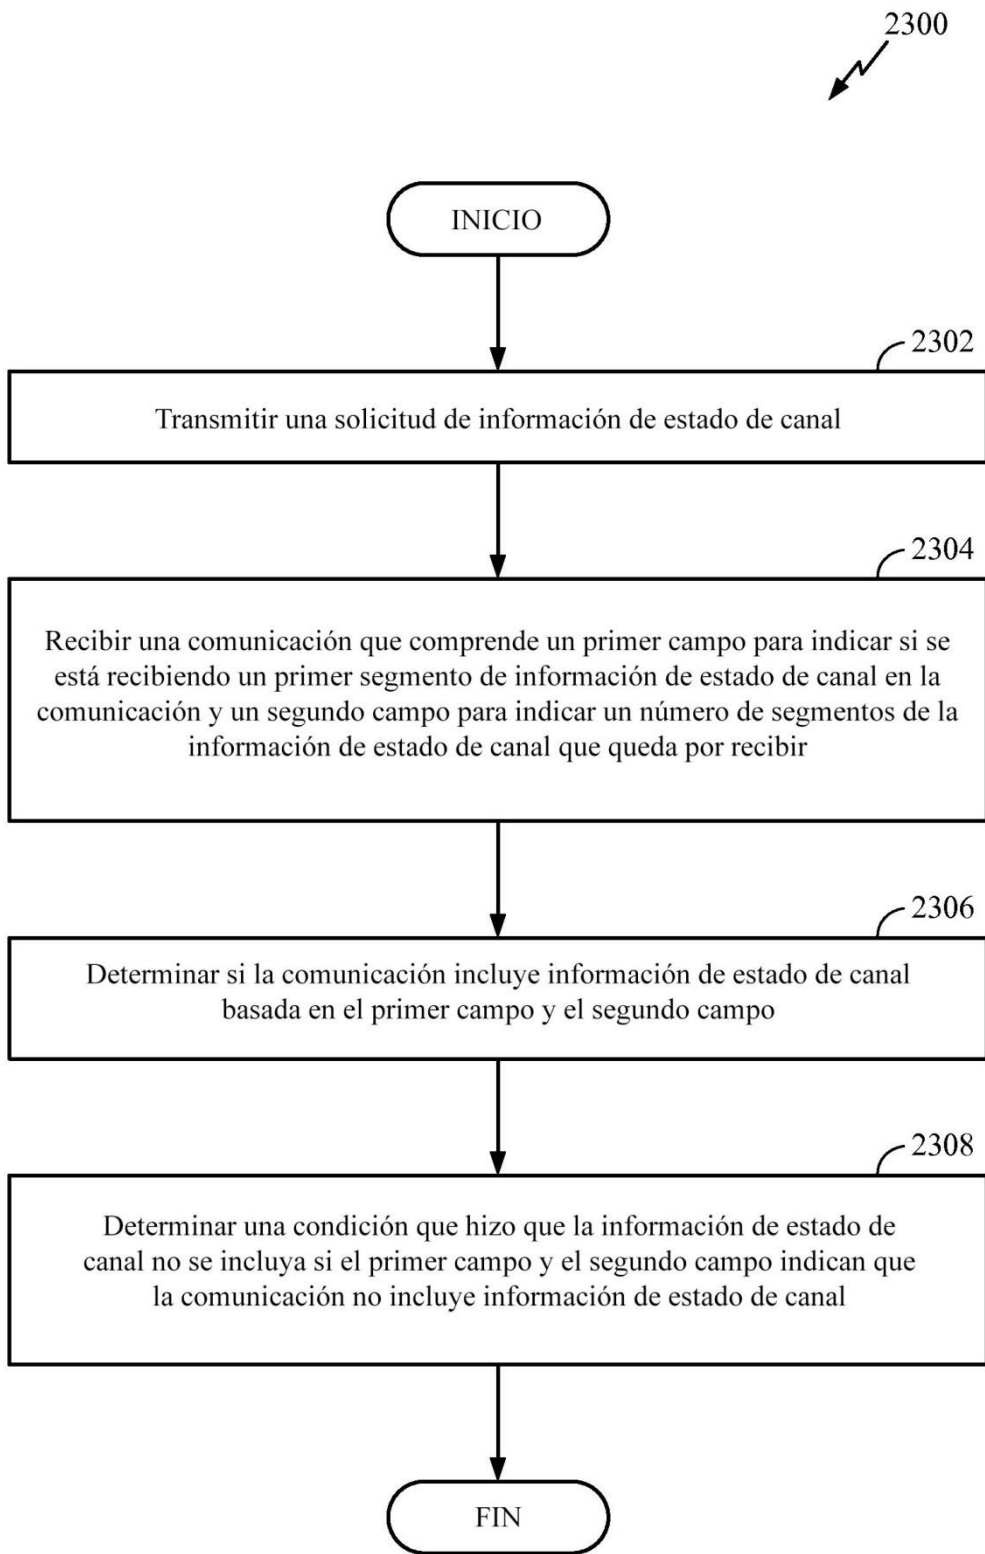 2300
INICIO
2302
Transmitir una solicitud de información de estado de canal
2304
Recibir una comunicación que comprende un primer campo para indicar si se
está recibiendo un primer segmento de información de estado de canal en la
comunicación y un segundo campo para indicar un número de segmentos de la
información de estado de canal que queda por recibir
2306
Determinar si la comunicación incluye información de estado de canal
basada en el primer campo y el segundo campo
2308
Determinar una condición que hizo que la información de estado de
canal no se incluya si el primer campo y el segundo campo indican que
la comunicación no incluye información de estado de canal
FIN